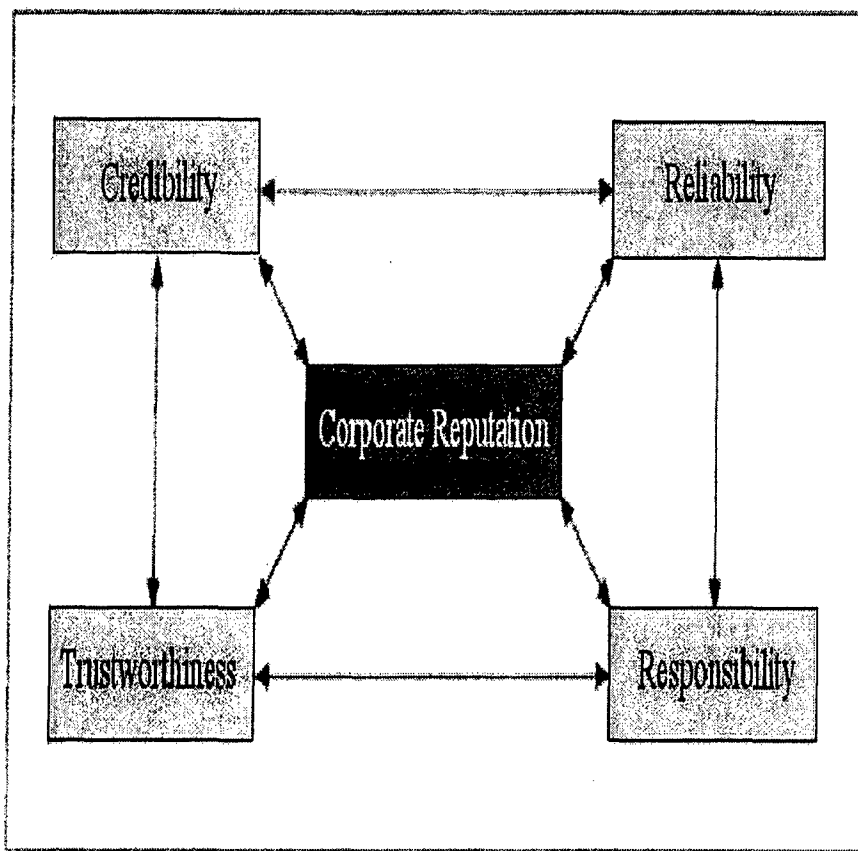 Credibility
Reliability
Corporate Reputation
Trustworthiness
Responsibility